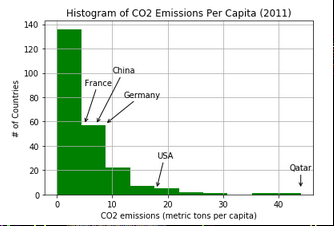 Histogram of CO2 Emissions Per Capita (2011)
140
120
100
80
60
40
20
0
# of Countries
China
France
Germany
USA
Qatar
0 10 20 30 40
CO2 emissions (metric tons per capita)